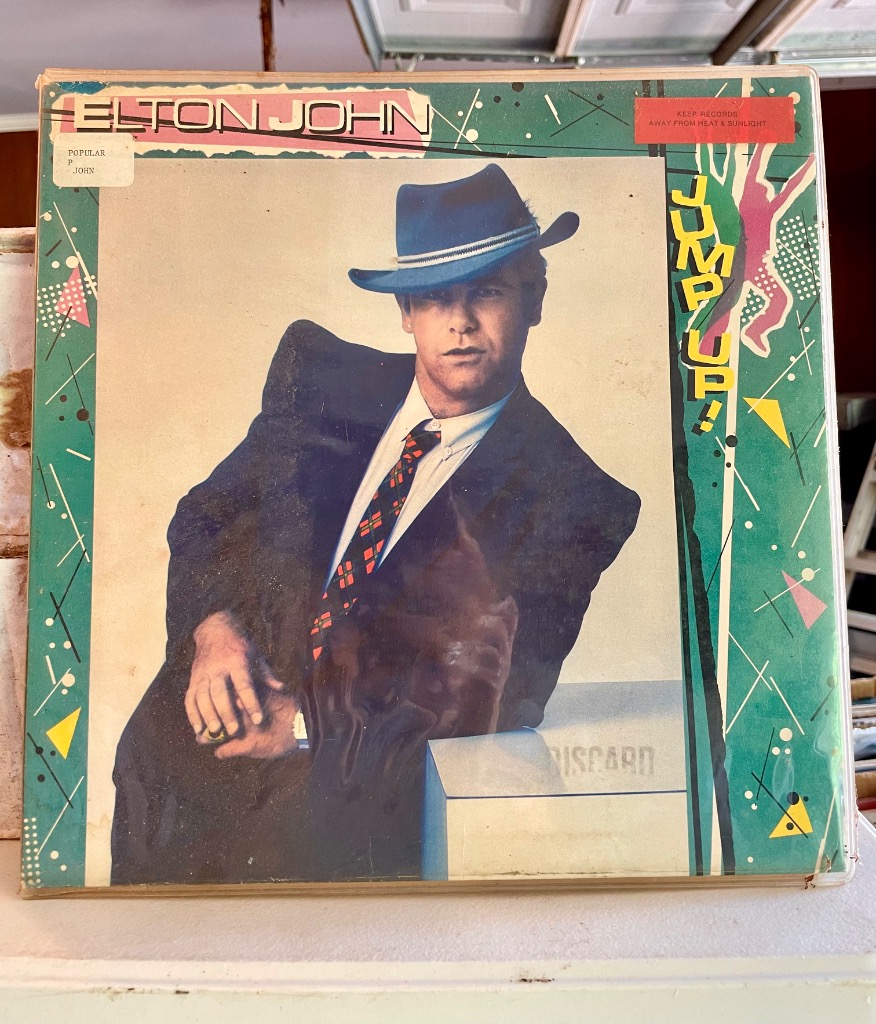 ELTON JOHN
KEEP RECORDS
AWAY FROM HEAT & SUNLIGHT
POPULAR
P
JOHN
JUMP UP!
DISCARD